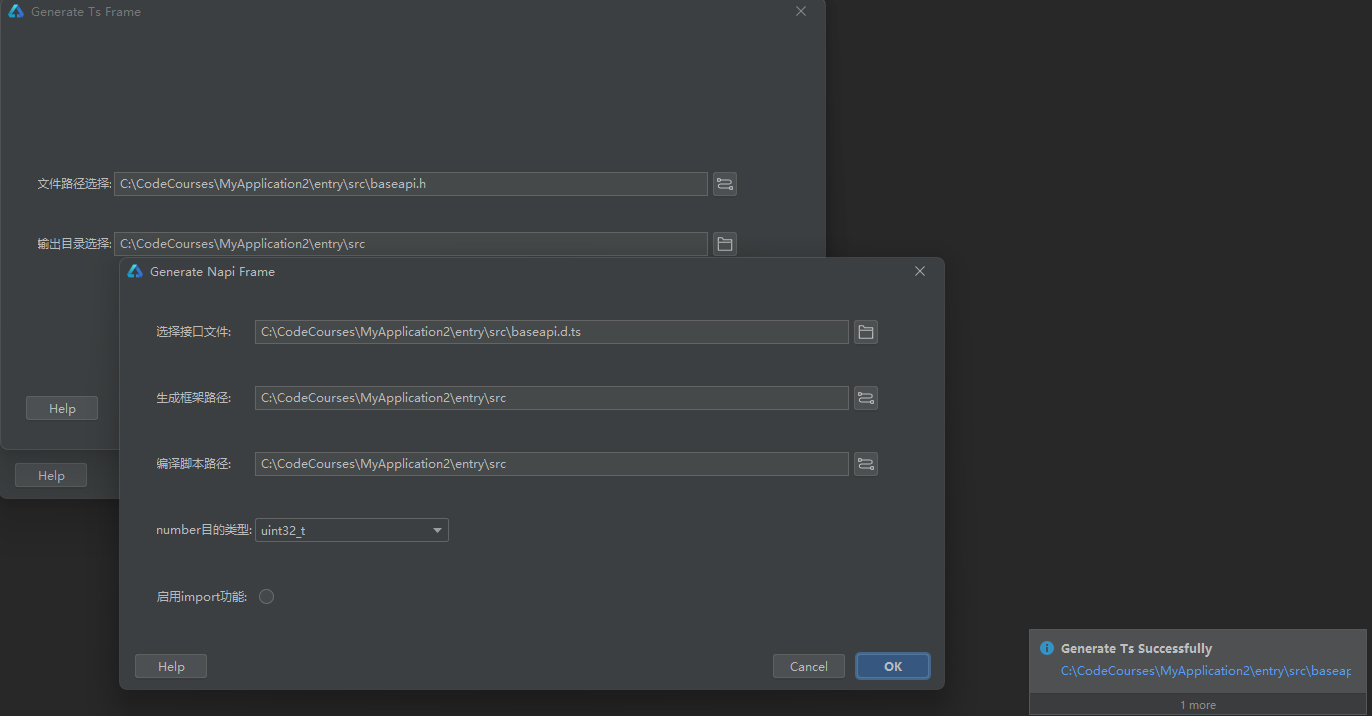 Generate Ts Frame
文件路径选择: C:\CodeCourses\MyApplication2\entry\src\baseapi.h
输出目录选择: C:\CodeCourses\MyApplication2\entry\src
Help
Help
Generate Napi Frame
选择接口文件: C:\CodeCourses\MyApplication2\entry\src\baseapi.d.ts
生成框架路径: C:\CodeCourses\MyApplication2\entry\src
编译脚本路径: C:\CodeCourses\MyApplication2\entry\src
number目的类型: uint32_t
启用import功能:
Help Cancel OK
Generate Ts Successfully
C:\CodeCourses\MyApplication2\entry\src\baseap
1 more